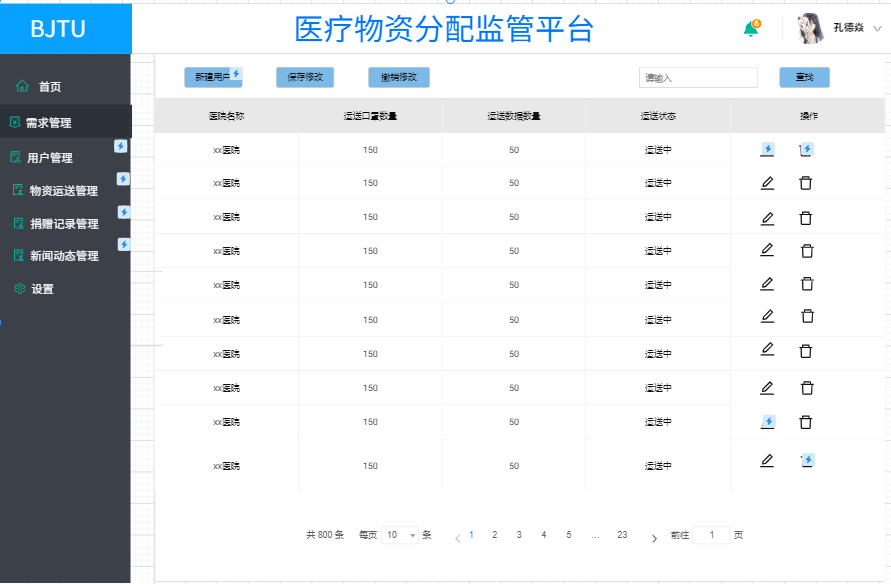 BJTU
医疗物资分配监管平台
6
孔德焱
首页
需求管理
用户管理
物资运送管理
捐赠记录管理
新闻动态管理
设置
新建用户
保存修改
撤销修改
请输入
查找
医院名称 运送口罩数量 运送数据数量 运送状态 操作
xx医院 150 50 运送中
xx医院 150 50 运送中
xx医院 150 50 运送中
xx医院 150 50 运送中
xx医院 150 50 运送中
xx医院 150 50 运送中
xx医院 150 50 运送中
xx医院 150 50 运送中
xx医院 150 50 运送中
xx医院 150 50 运送中
共 800 条 每页 10 条 1 2 3 4 5 ... 23 前往 1 页